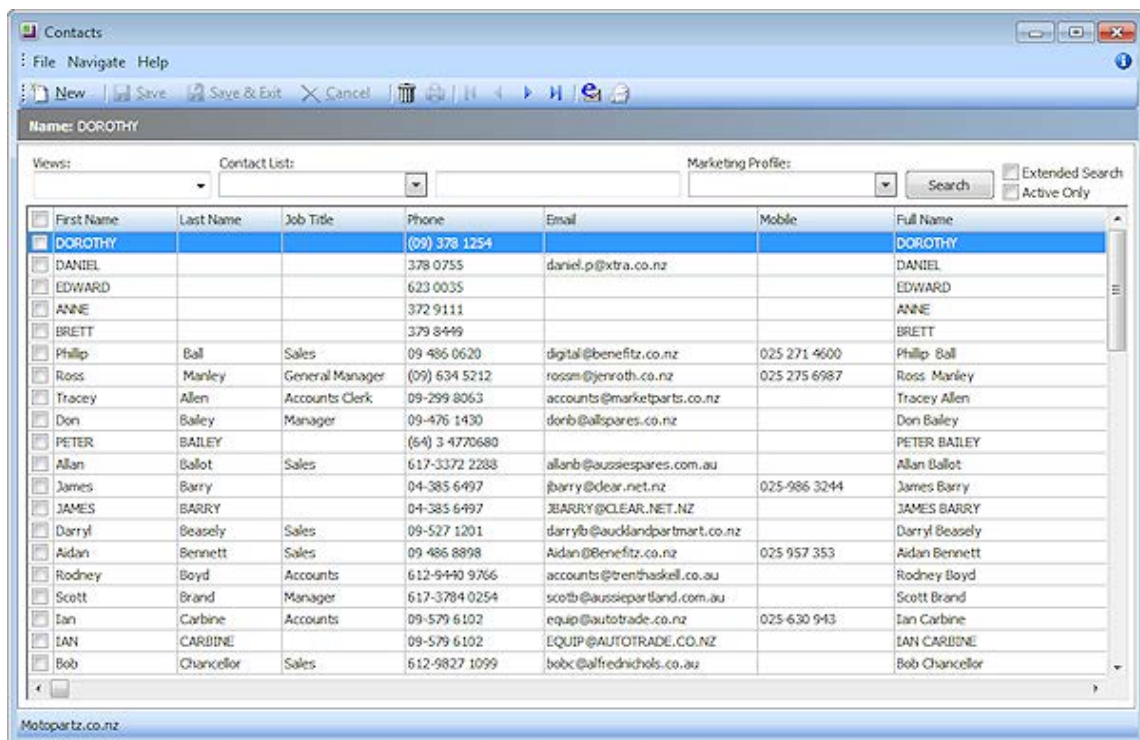 Contacts
File Navigate Help
New Save Save & Exit Cancel
Name: DOROTHY
Views: Contact List: Marketing Profile:
Search Extended Search
Active Only
First Name Last Name Job Title Phone Email Mobile Full Name
DOROTHY (09) 378 1254 DOROTHY
DANIEL 378 0755 daniel.p@xtra.co.nz DANIEL
EDWARD 623 0035 EDWARD
ANNE 372 9111 ANNE
BRETT 379 8449 BRETT
Phillip Ball Sales 09 486 0620 digital@benefitz.co.nz 025 271 4600 Phillip Ball
Ross Manley General Manager (09) 634 5212 rossm@jenroth.co.nz 025 275 6987 Ross Manley
Tracey Allen Accounts Clerk 09-299 8063 accounts@marketparts.co.nz Tracey Allen
Don Bailey Manager 09-476 1430 donb@allspares.co.nz Don Bailey
PETER BAILEY (64) 3 4770680 PETER BAILEY
Allan Ballot Sales 617-3372 2288 allanb@aussiespares.com.au Allan Ballot
James Barry 04-385 6497 jbarry@clear.net.nz 025-986 3244 James Barry
JAMES BARRY 04-385 6497 JBARRY@CLEAR.NET.NZ JAMES BARRY
Darryl Beasely Sales 09-527 1201 darrylb@aucklandpartmart.co.nz Darryl Beasely
Aidan Bennett Sales 09 486 8898 Aidan@Benefitz.co.nz 025 957 353 Aidan Bennett
Rodney Boyd Accounts 612-9440 9766 accounts@trenthaskell.co.au Rodney Boyd
Scott Brand Manager 617-3784 0254 scottb@aussiepartland.com.au Scott Brand
Ian Carbine Accounts 09-579 6102 equip@autotrade.co.nz 025-630 943 Ian Carbine
IAN CARBINE 09-579 6102 EQUIP@AUTOTRADE.CO.NZ IAN CARBINE
Bob Chancellor Sales 612-9827 1099 bobc@alfrednichols.co.au Bob Chancellor
Motopartz.co.nz